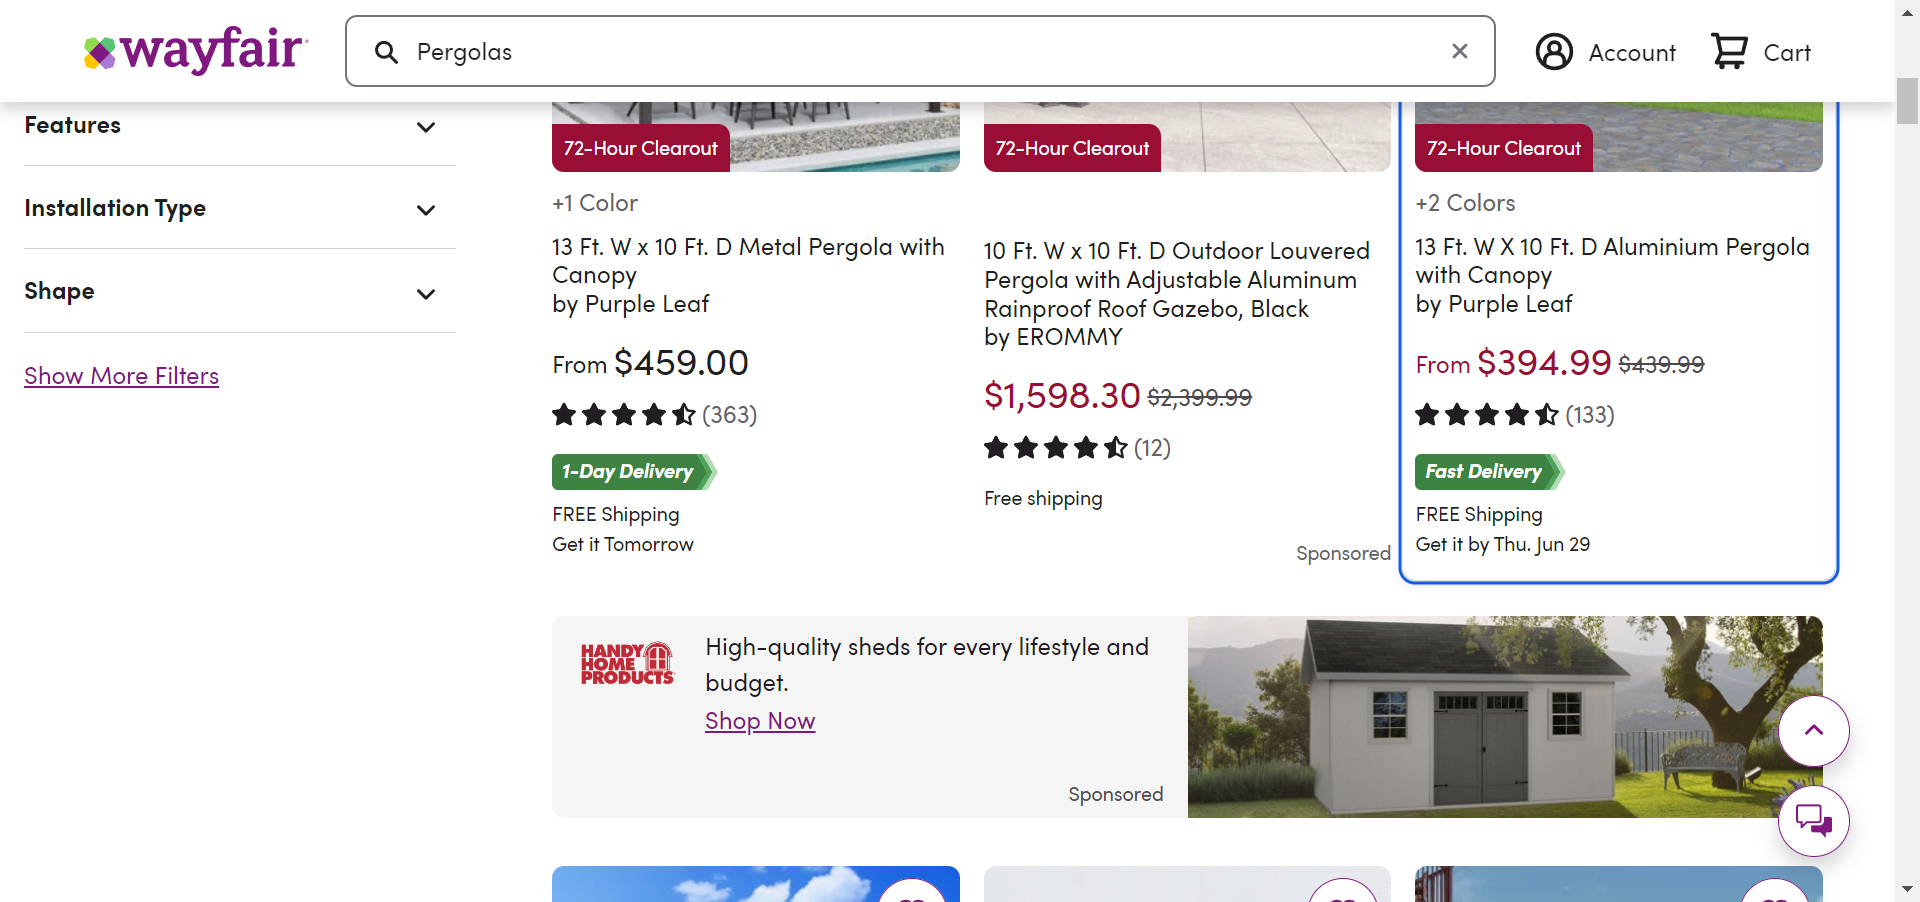 wayfair
Pergolas
Account
Cart
Features
Installation Type
Shape
Show More Filters
72-Hour Clearout
+1 Color
13 Ft. W x 10 Ft. D Metal Pergola with
Canopy
by Purple Leaf
From $459.00
(363)
1-Day Delivery
FREE Shipping
Get it Tomorrow
72-Hour Clearout
10 Ft. W x 10 Ft. D Outdoor Louvered
Pergola with Adjustable Aluminum
Rainproof Roof Gazebo, Black
by EROMMY
$1,598.30 $2,399.99
(12)
Free shipping
Sponsored
72-Hour Clearout
+2 Colors
13 Ft. W X 10 Ft. D Aluminium Pergola
with Canopy
by Purple Leaf
From $394.99 $439.99
(133)
Fast Delivery
FREE Shipping
Get it by Thu. Jun 29
HANDY
HOME
PRODUCTS
High-quality sheds for every lifestyle and
budget.
Shop Now
Sponsored